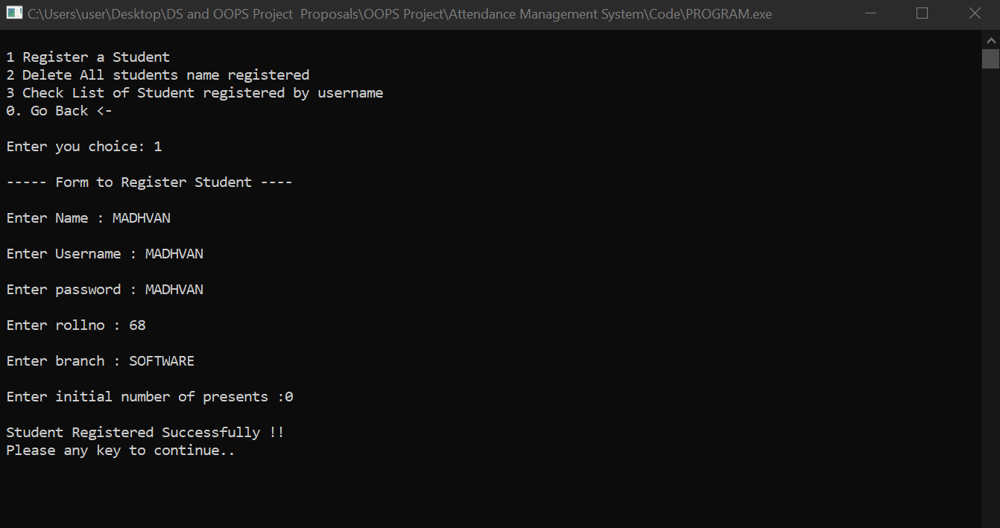 C:\Users\user\Desktop\DS and OOPS Project  Proposals\OOPS Project\Attendance Management System\Code\PROGRAM.exe
1 Register a Student
2 Delete All students name registered
3 Check List of Student registered by username
0. Go Back <-
Enter you choice: 1
----- Form to Register Student ----
Enter Name : MADHVAN
Enter Username : MADHVAN
Enter password : MADHVAN
Enter rollno : 68
Enter branch : SOFTWARE
Enter initial number of presents :0
Student Registered Successfully !!
Please any key to continue..